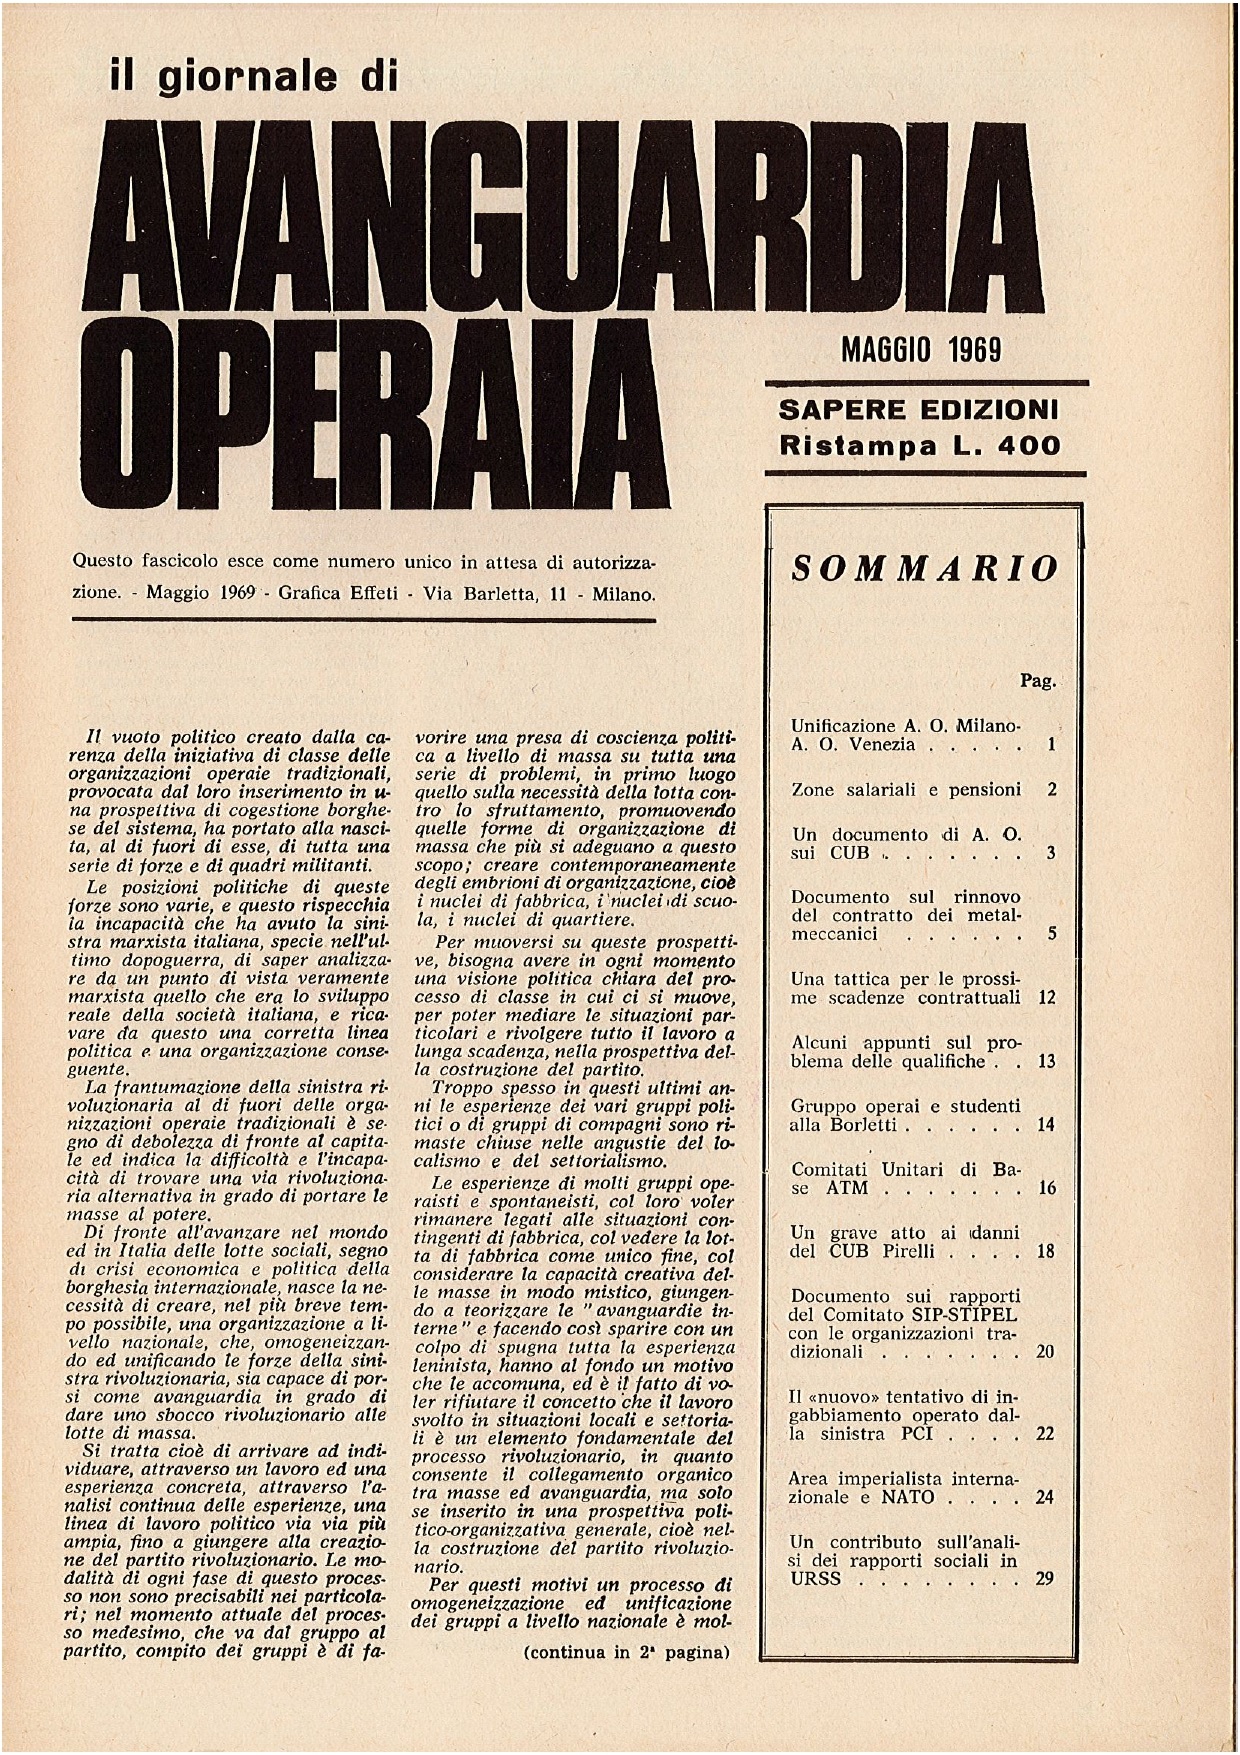 il giornale di
AVANGUARDIA
OPERAIA
MAGGIO 1969
SAPERE EDIZIONI
Ristampa L. 400
Questo fascicolo esce come numero unico in attesa di autorizza-
zione. - Maggio 1969 - Grafica Effeti - Via Barletta, 11 - Milano.
Il vuoto politico creato dalla ca-
renza della iniziativa di classe delle
organizzazioni operaie tradizionali,
provocata dal loro inserimento in u-
na prospettiva di cogestione borghe-
se del sistema, ha portato alla nasci-
ta, al di fuori di esse, di tutta una
serie di forze e di quadri militanti.
Le posizioni politiche di queste
forze sono varie, e questo rispecchia
la incapacità che ha avuto la sini-
stra marxista italiana, specie nell'ul-
timo dopoguerra, di saper analizza-
re da un punto di vista veramente
marxista quello che era lo sviluppo
reale della società italiana, e rica-
vare da questo una corretta linea
politica e una organizzazione conse-
guente.
La frantumazione della sinistra ri-
voluzionaria al di fuori delle orga-
nizzazioni operaie tradizionali è se-
gno di debolezza di fronte al capita-
le ed indica la difficoltà e l'incapa-
cità di trovare una via rivoluziona-
ria alternativa in grado di portare le
masse al potere.
Di fronte all'avanzare nel mondo
ed in Italia delle lotte sociali, segno
di crisi economica e politica della
borghesia internazionale, nasce la ne-
cessità di creare, nel più breve tem-
po possibile, una organizzazione a li-
vello nazionale, che, omogeneizzan-
do ed unificando le forze della sini-
stra rivoluzionaria, sia capace di por-
si come avanguardia in grado di
dare uno sbocco rivoluzionario alle
lotte di massa.
Si tratta cioè di arrivare ad indi-
viduare, attraverso un lavoro ed una
esperienza concreta, attraverso l'a-
nalisi continua delle esperienze, una
linea di lavoro politico via via più
ampia, fino a giungere alla creazio-
ne del partito rivoluzionario. Le mo-
dalità di ogni fase di questo proces-
so non sono precisabili nei particola-
ri; nel momento attuale del proces-
so medesimo, che va dal gruppo al
partito, compito dei gruppi è di fa-
vorire una presa di coscienza politi-
ca a livello di massa su tutta una
serie di problemi, in primo luogo
quello sulla necessità della lotta con-
tro lo sfruttamento, promuovendo
quelle forme di organizzazione di
massa che più si adeguano a questo
scopo; creare contemporaneamente
degli embrioni di organizzazione, cioè
i nuclei di fabbrica, i nuclei di scuo-
la, i nuclei di quartiere.
Per muoversi su queste prospetti-
ve, bisogna avere in ogni momento
una visione politica chiara del pro-
cesso di classe in cui ci si muove,
per poter mediare le situazioni par-
ticolari e rivolgere tutto il lavoro a
lunga scadenza, nella prospettiva del-
la costruzione del partito.
Troppo spesso in questi ultimi an-
ni le esperienze dei vari gruppi poli-
tici o di gruppi di compagni sono ri-
maste chiuse nelle angustie del lo-
calismo e del settorialismo.
Le esperienze di molti gruppi ope-
raisti e spontaneisti, col loro voler
rimanere legati alle situazioni con-
tingenti di fabbrica, col vedere la lot-
ta di fabbrica come unico fine, col
considerare la capacità creativa del-
le masse in modo mistico, giungen-
do a teorizzare le "avanguardie in-
terne" e facendo così sparire con un
colpo di spugna tutta la esperienza
leninista, hanno al fondo un motivo
che le accomuna, ed è il fatto di vo-
ler rifiutare il concetto che il lavoro
svolto in situazioni locali e settoria-
li è un elemento fondamentale del
processo rivoluzionario, in quanto
consente il collegamento organico
tra masse ed avanguardia, ma solo
se inserito in una prospettiva poli-
tico-organizzativa generale, cioè nel-
la costruzione del partito rivoluzio-
nario.
Per questi motivi un processo di
omogeneizzazione ed unificazione
dei gruppi a livello nazionale è mol-
(continua in 2ª pagina)
SOMMARIO
Pag.
Unificazione A. O. Milano-
A. O. Venezia . . . . . 1
Zone salariali e pensioni 2
Un documento di A. O.
sui CUB . . . . . . . 3
Documento sul rinnovo
del contratto dei metal-
meccanici . . . . . . 5
Una tattica per le prossi-
me scadenze contrattuali 12
Alcuni appunti sul pro-
blema delle qualifiche . . 13
Gruppo operai e studenti
alla Borletti . . . . . . 14
Comitati Unitari di Ba-
se ATM . . . . . . . 16
Un grave atto ai danni
del CUB Pirelli . . . . 18
Documento sui rapporti
del Comitato SIP-STIPEL
con le organizzazioni tra-
dizionali . . . . . . . 20
Il «nuovo» tentativo di in-
gabbiamento operato dal-
la sinistra PCI . . . . 22
Area imperialista interna-
zionale e NATO . . . . 24
Un contributo sull'anali-
si dei rapporti sociali in
URSS . . . . . . . . 29